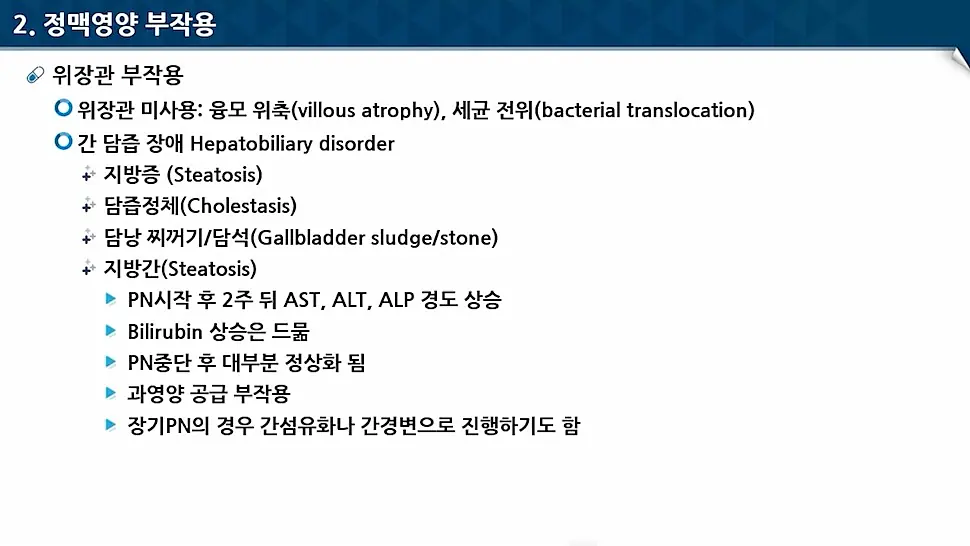 2. 정맥영양 부작용
위장관 부작용
위장관 미사용: 융모 위축(villous atrophy), 세균 전위(bacterial translocation)
간 담즙 장애 Hepatobiliary disorder
지방증 (Steatosis)
담즙정체(Cholestasis)
담낭 찌꺼기/담석(Gallbladder sludge/stone)
지방간(Steatosis)
PN시작 후 2주 뒤 AST, ALT, ALP 경도 상승
Bilirubin 상승은 드묾
PN중단 후 대부분 정상화 됨
과영양 공급 부작용
장기PN의 경우 간섬유화나 간경변으로 진행하기도 함